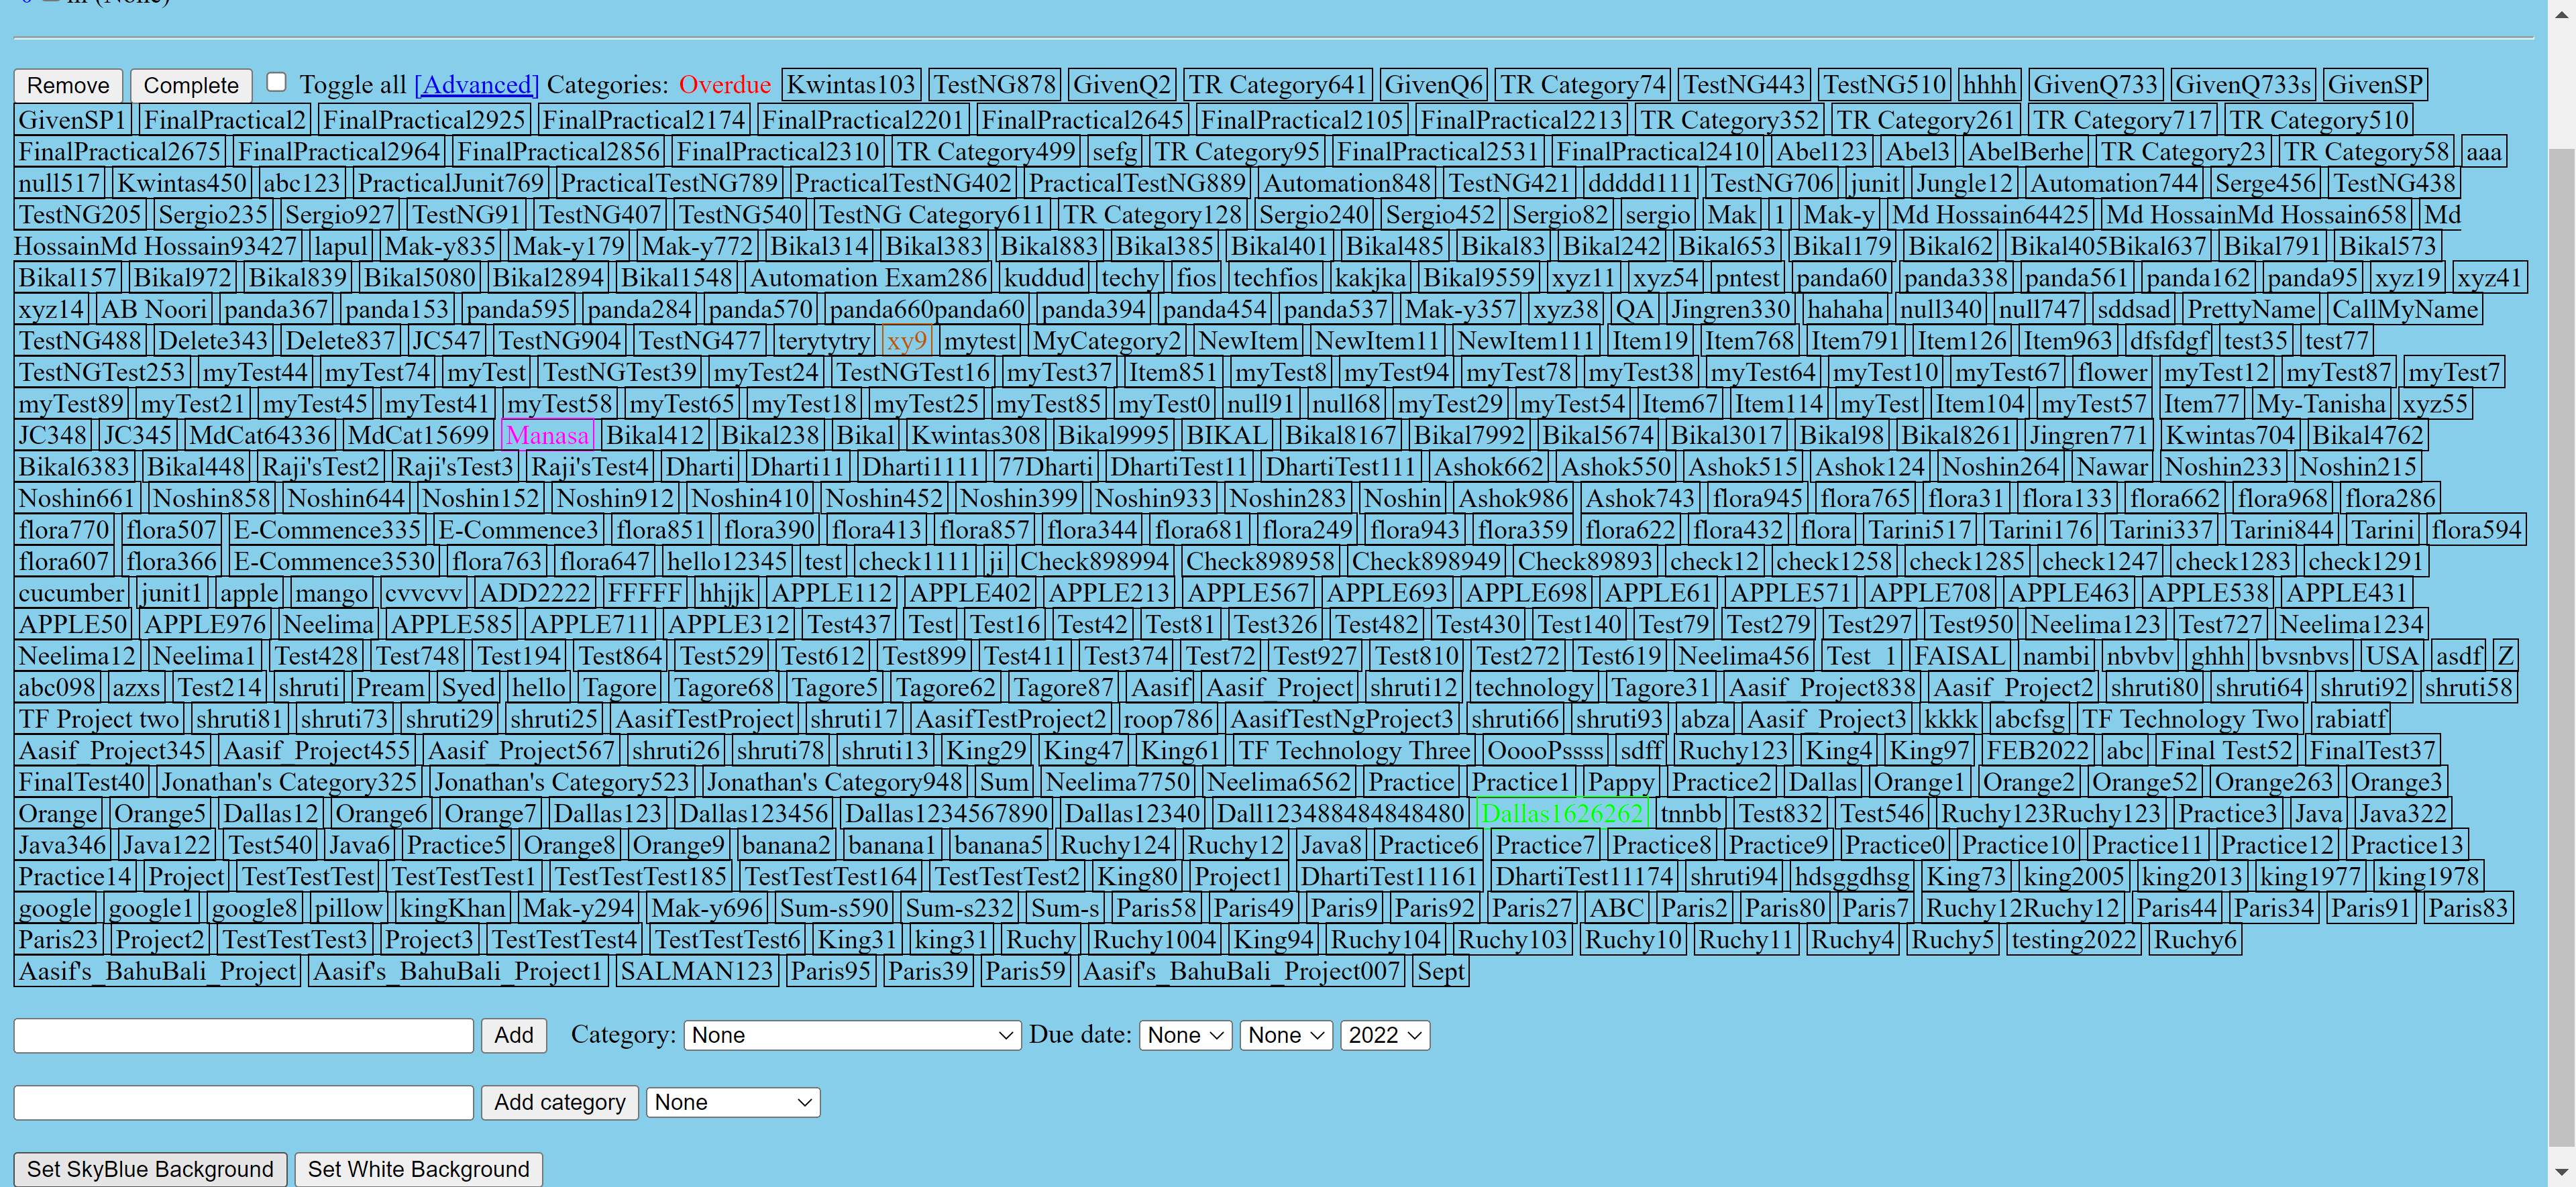 Remove Complete Toggle all [Advanced] Categories: Overdue Kwintas103 TestNG878 GivenQ2 TR Category641 GivenQ6 TR Category74 TestNG443 TestNG510 hhhh GivenQ733 GivenQ733s GivenSP
GivenSP1 FinalPractical2 FinalPractical2925 FinalPractical2174 FinalPractical2201 FinalPractical2645 FinalPractical2105 FinalPractical2213 TR Category352 TR Category261 TR Category717 TR Category510
FinalPractical2675 FinalPractical2964 FinalPractical2856 FinalPractical2310 TR Category499 sefg TR Category95 FinalPractical2531 FinalPractical2410 Abel123 Abel3 AbelBerhe TR Category23 TR Category58 aaa
null517 Kwintas450 abc123 PracticalJunit769 PracticalTestNG789 PracticalTestNG402 PracticalTestNG889 Automation848 TestNG421 ddddd111 TestNG706 junit Jungle12 Automation744 Serge456 TestNG438
TestNG205 Sergio235 Sergio927 TestNG91 TestNG407 TestNG540 TestNG Category611 TR Category128 Sergio240 Sergio452 Sergio82 sergio Mak 1 Mak-y Md Hossain64425 Md HossainMd Hossain658 Md
HossainMd Hossain93427 lapul Mak-y835 Mak-y179 Mak-y772 Bikal314 Bikal383 Bikal883 Bikal385 Bikal401 Bikal485 Bikal83 Bikal242 Bikal653 Bikal179 Bikal62 Bikal405Bikal637 Bikal791 Bikal573
Bikal157 Bikal972 Bikal839 Bikal5080 Bikal2894 Bikal1548 Automation Exam286 kuddud techy fios techfios kakjka Bikal9559 xyz11 xyz54 pntest panda60 panda338 panda561 panda162 panda95 xyz19 xyz41
xyz14 AB Noori panda367 panda153 panda595 panda284 panda570 panda660panda60 panda394 panda454 panda537 Mak-y357 xyz38 QA Jingren330 hahaha null340 null747 sddsad PrettyName CallMyName
TestNG488 Delete343 Delete837 JC547 TestNG904 TestNG477 terytytry xy9 mytest MyCategory2 NewItem NewItem11 NewItem111 Item19 Item768 Item791 Item126 Item963 dfsfdgf test35 test77
TestNGTest253 myTest44 myTest74 myTest TestNGTest39 myTest24 TestNGTest16 myTest37 Item851 myTest8 myTest94 myTest78 myTest38 myTest64 myTest10 myTest67 flower myTest12 myTest87 myTest7
myTest89 myTest21 myTest45 myTest41 myTest58 myTest65 myTest18 myTest25 myTest85 myTest0 null91 null68 myTest29 myTest54 Item67 Item114 myTest Item104 myTest57 Item77 My-Tanisha xyz55
JC348 JC345 MdCat64336 MdCat15699 Manasa Bikal412 Bikal238 Bikal Kwintas308 Bikal9995 BIKAL Bikal8167 Bikal7992 Bikal5674 Bikal3017 Bikal98 Bikal8261 Jingren771 Kwintas704 Bikal4762
Bikal6383 Bikal448 Raji'sTest2 Raji'sTest3 Raji'sTest4 Dharti Dharti11 Dharti1111 77Dharti DhartiTest11 DhartiTest111 Ashok662 Ashok550 Ashok515 Ashok124 Noshin264 Nawar Noshin233 Noshin215
Noshin661 Noshin858 Noshin644 Noshin152 Noshin912 Noshin410 Noshin452 Noshin399 Noshin933 Noshin283 Noshin Ashok986 Ashok743 flora945 flora765 flora31 flora133 flora662 flora968 flora286
flora770 flora507 E-Commence335 E-Commence3 flora851 flora390 flora413 flora857 flora344 flora681 flora249 flora943 flora359 flora622 flora432 flora Tarini517 Tarini176 Tarini337 Tarini844 Tarini flora594
flora607 flora366 E-Commence3530 flora763 flora647 hello12345 test check1111 ji Check898994 Check898958 Check898949 Check89893 check12 check1258 check1285 check1247 check1283 check1291
cucumber junit1 apple mango cvvcvv ADD2222 FFFFF hhjjk APPLE112 APPLE402 APPLE213 APPLE567 APPLE693 APPLE698 APPLE61 APPLE571 APPLE708 APPLE463 APPLE538 APPLE431
APPLE50 APPLE976 Neelima APPLE585 APPLE711 APPLE312 Test437 Test Test16 Test42 Test81 Test326 Test482 Test430 Test140 Test79 Test279 Test297 Test950 Neelima123 Test727 Neelima1234
Neelima12 Neelima1 Test428 Test748 Test194 Test864 Test529 Test612 Test899 Test411 Test374 Test72 Test927 Test810 Test272 Test619 Neelima456 Test_1 FAISAL nambi nbvbv ghhh bvsnbvs USA asdf Z
abc098 azxs Test214 shruti Pream Syed hello Tagore Tagore68 Tagore5 Tagore62 Tagore87 Aasif Aasif_Project shruti12 technology Tagore31 Aasif_Project838 Aasif_Project2 shruti80 shruti64 shruti92 shruti58
TF Project two shruti81 shruti73 shruti29 shruti25 AasifTestProject shruti17 AasifTestProject2 roop786 AasifTestNgProject3 shruti66 shruti93 abza Aasif_Project3 kkkk abcfsg TF Technology Two rabiatf
Aasif_Project345 Aasif_Project455 Aasif_Project567 shruti26 shruti78 shruti13 King29 King47 King61 TF Technology Three OoooPssss sdff Ruchy123 King4 King97 FEB2022 abc Final Test52 FinalTest37
FinalTest40 Jonathan's Category325 Jonathan's Category523 Jonathan's Category948 Sum Neelima7750 Neelima6562 Practice Practice1 Pappy Practice2 Dallas Orange1 Orange2 Orange52 Orange263 Orange3
Orange Orange5 Dallas12 Orange6 Orange7 Dallas123 Dallas123456 Dallas1234567890 Dallas12340 Dall123488484848480 Dallas1626262 tnnbb Test832 Test546 Ruchy123Ruchy123 Practice3 Java Java322
Java346 Java122 Test540 Java6 Practice5 Orange8 Orange9 banana2 banana1 banana5 Ruchy124 Ruchy12 Java8 Practice6 Practice7 Practice8 Practice9 Practice0 Practice10 Practice11 Practice12 Practice13
Practice14 Project TestTestTest TestTestTest1 TestTestTest185 TestTestTest164 TestTestTest2 King80 Project1 DhartiTest11161 DhartiTest11174 shruti94 hdsggdhsg King73 king2005 king2013 king1977 king1978
google google1 google8 pillow kingKhan Mak-y294 Mak-y696 Sum-s590 Sum-s232 Sum-s Paris58 Paris49 Paris9 Paris92 Paris27 ABC Paris2 Paris80 Paris7 Ruchy12Ruchy12 Paris44 Paris34 Paris91 Paris83
Paris23 Project2 TestTestTest3 Project3 TestTestTest4 TestTestTest6 King31 king31 Ruchy Ruchy1004 King94 Ruchy104 Ruchy103 Ruchy10 Ruchy11 Ruchy4 Ruchy5 testing2022 Ruchy6
Aasif's_BahuBali_Project Aasif's_BahuBali_Project1 SALMAN123 Paris95 Paris39 Paris59 Aasif's_BahuBali_Project007 Sept
Add Category: None Due date: None None 2022
Add category None
Set SkyBlue Background Set White Background